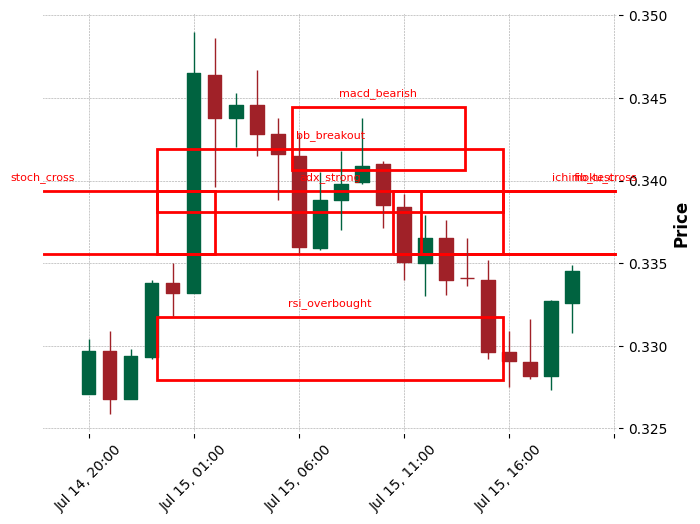 0.350
0.345
macd_bearish
bb_breakout
0.340
stoch_cross
adx_strong
0.335
rsi_overbought
0.330
0.325
Price
Jul 14, 20:00
Jul 15, 01:00
Jul 15, 06:00
Jul 15, 11:00
Jul 15, 16:00